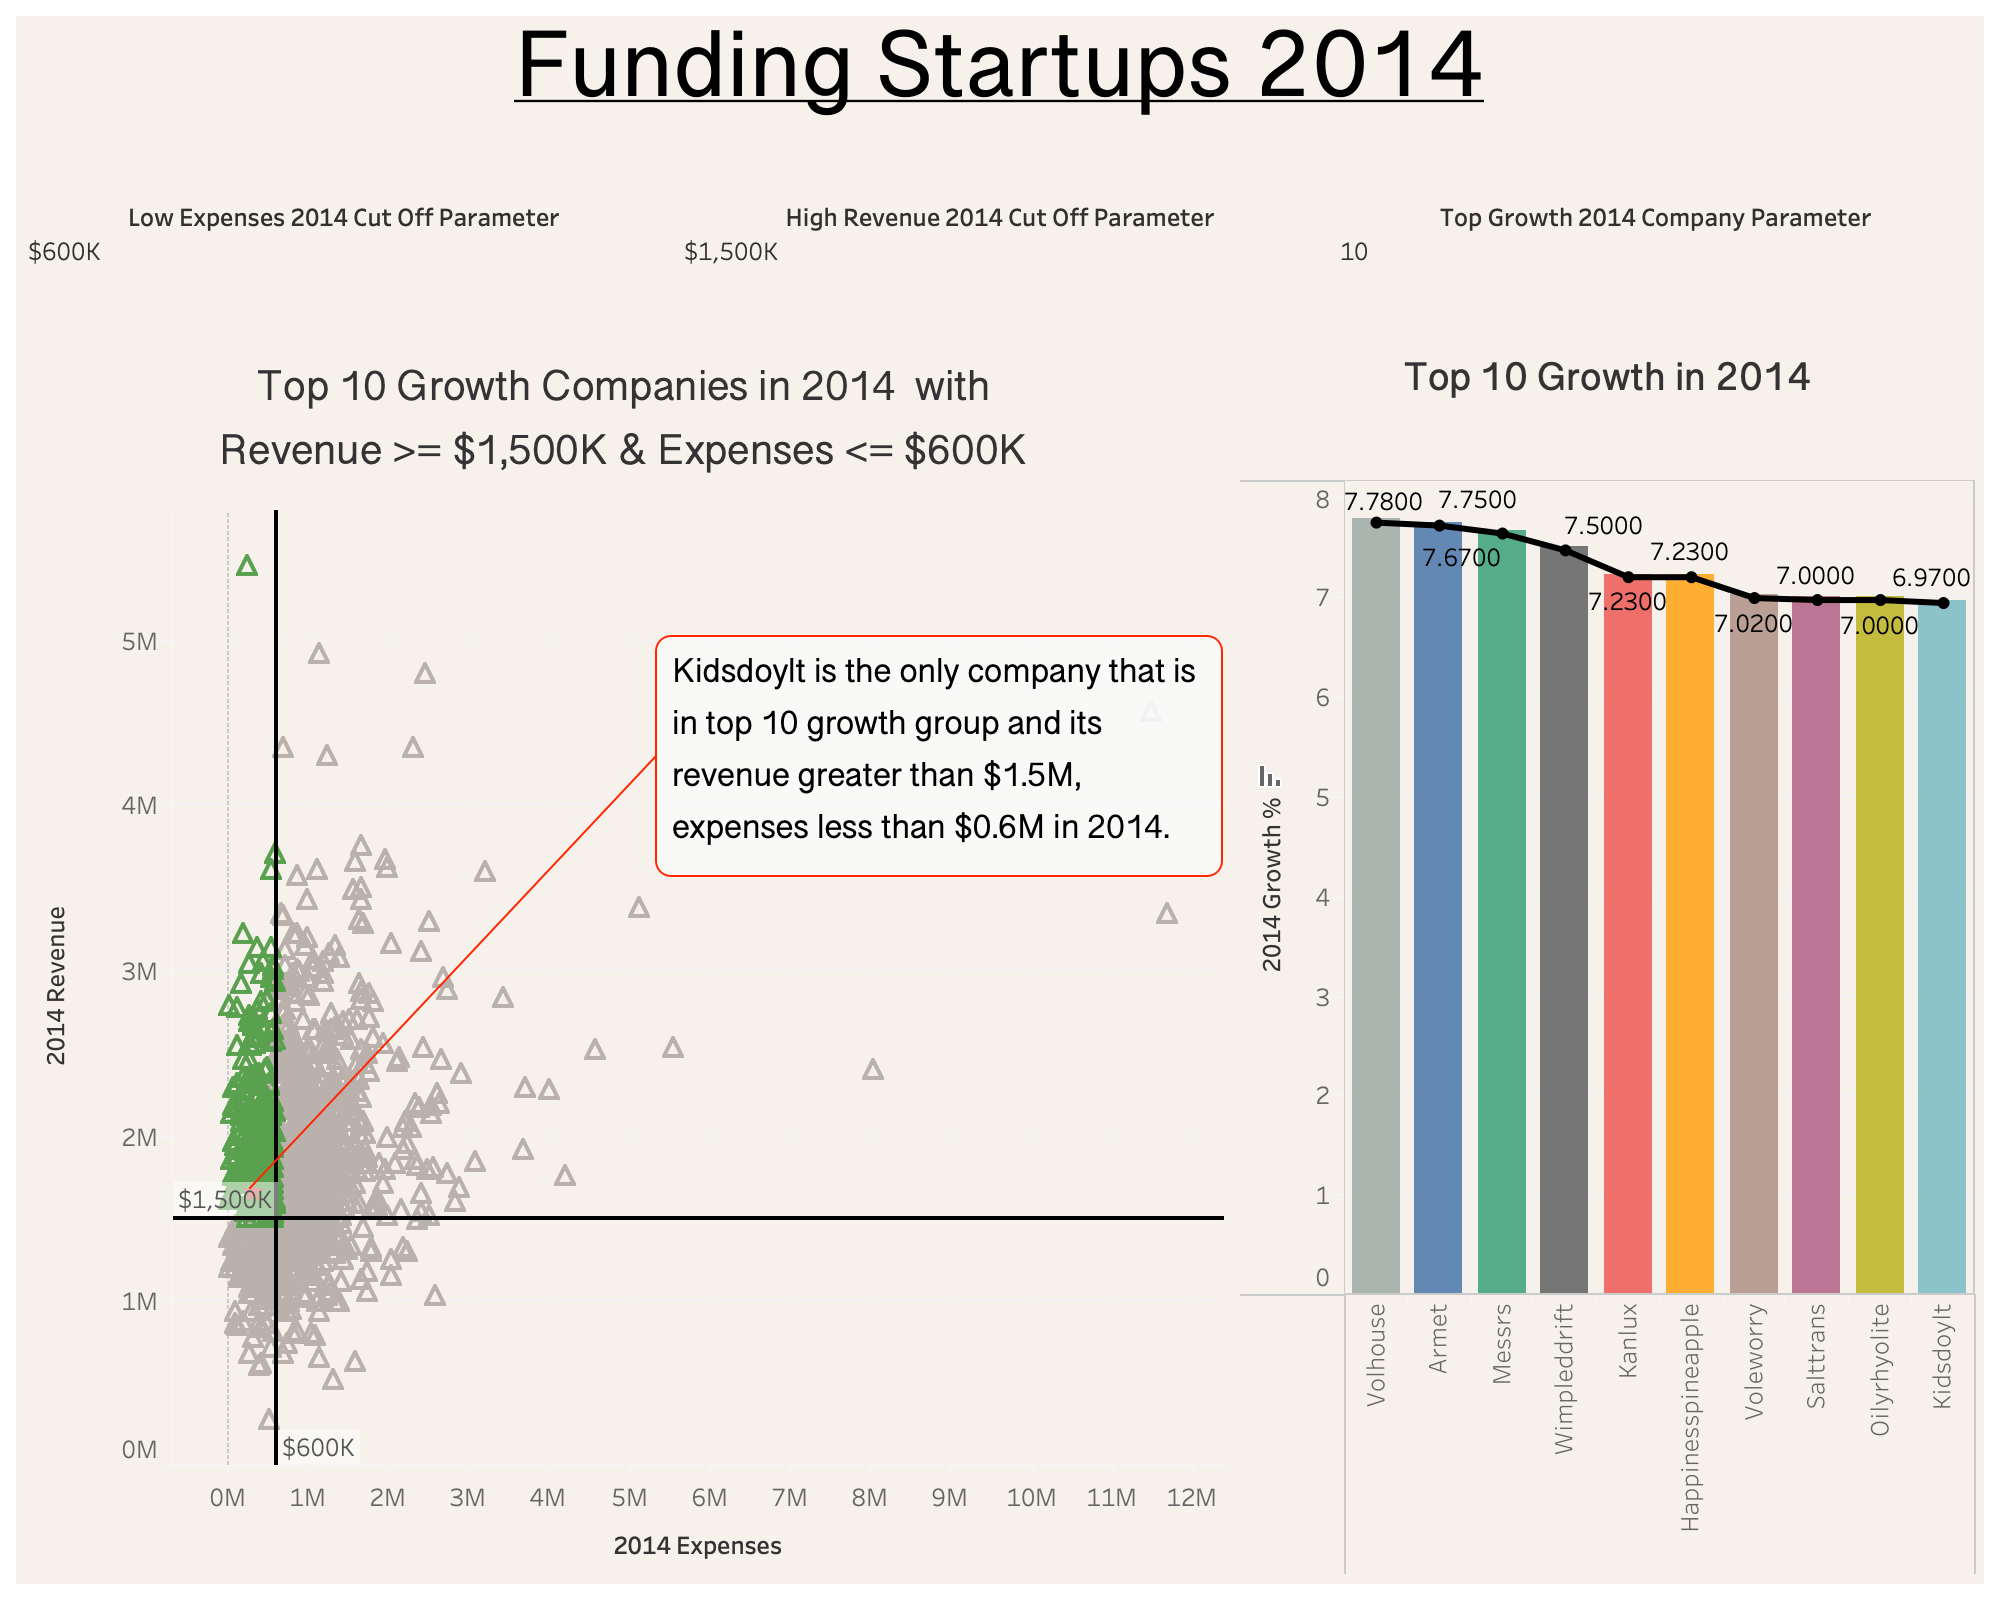 Funding Startups 2014
Low Expenses 2014 Cut Off Parameter
$600K
High Revenue 2014 Cut Off Parameter
$1,500K
Top Growth 2014 Company Parameter
10
Top 10 Growth Companies in 2014 with
Revenue >= $1,500K & Expenses <= $600K
2014 Revenue
5M
4M
3M
2M
1M
0M
Kidsdoylt is the only company that is
in top 10 growth group and its
revenue greater than $1.5M,
expenses less than $0.6M in 2014.
$1,500K
$600K
0M 1M 2M 3M 4M 5M 6M 7M 8M 9M 10M 11M 12M
2014 Expenses
Top 10 Growth in 2014
2014 Growth %
8
7
6
5
4
3
2
1
0
7.7800
7.7500
7.6700
7.5000
7.2300
7.2300
7.0200
7.0000
7.0000
6.9700
Volhouse
Armet
Messrs
Wimpleddrift
Kanlux
Happinesspineapple
Voleworry
Salttrans
Oilyrhyolite
Kidsdoylt